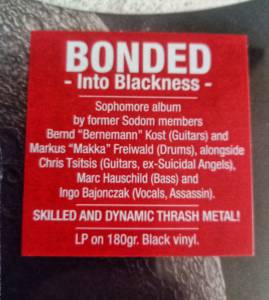 BONDED
- Into Blackness -
Sophomore album
by former Sodom members
Bernd “Bernemann” Kost (Guitars) and
Markus “Makka” Freiwald (Drums), alongside
Chris Tsitsis (Guitars, ex-Suicidal Angels),
Marc Hauschild (Bass) and
Ingo Bajonczak (Vocals, Assassin).
SKILLED AND DYNAMIC THRASH METAL!
LP on 180gr. Black vinyl.